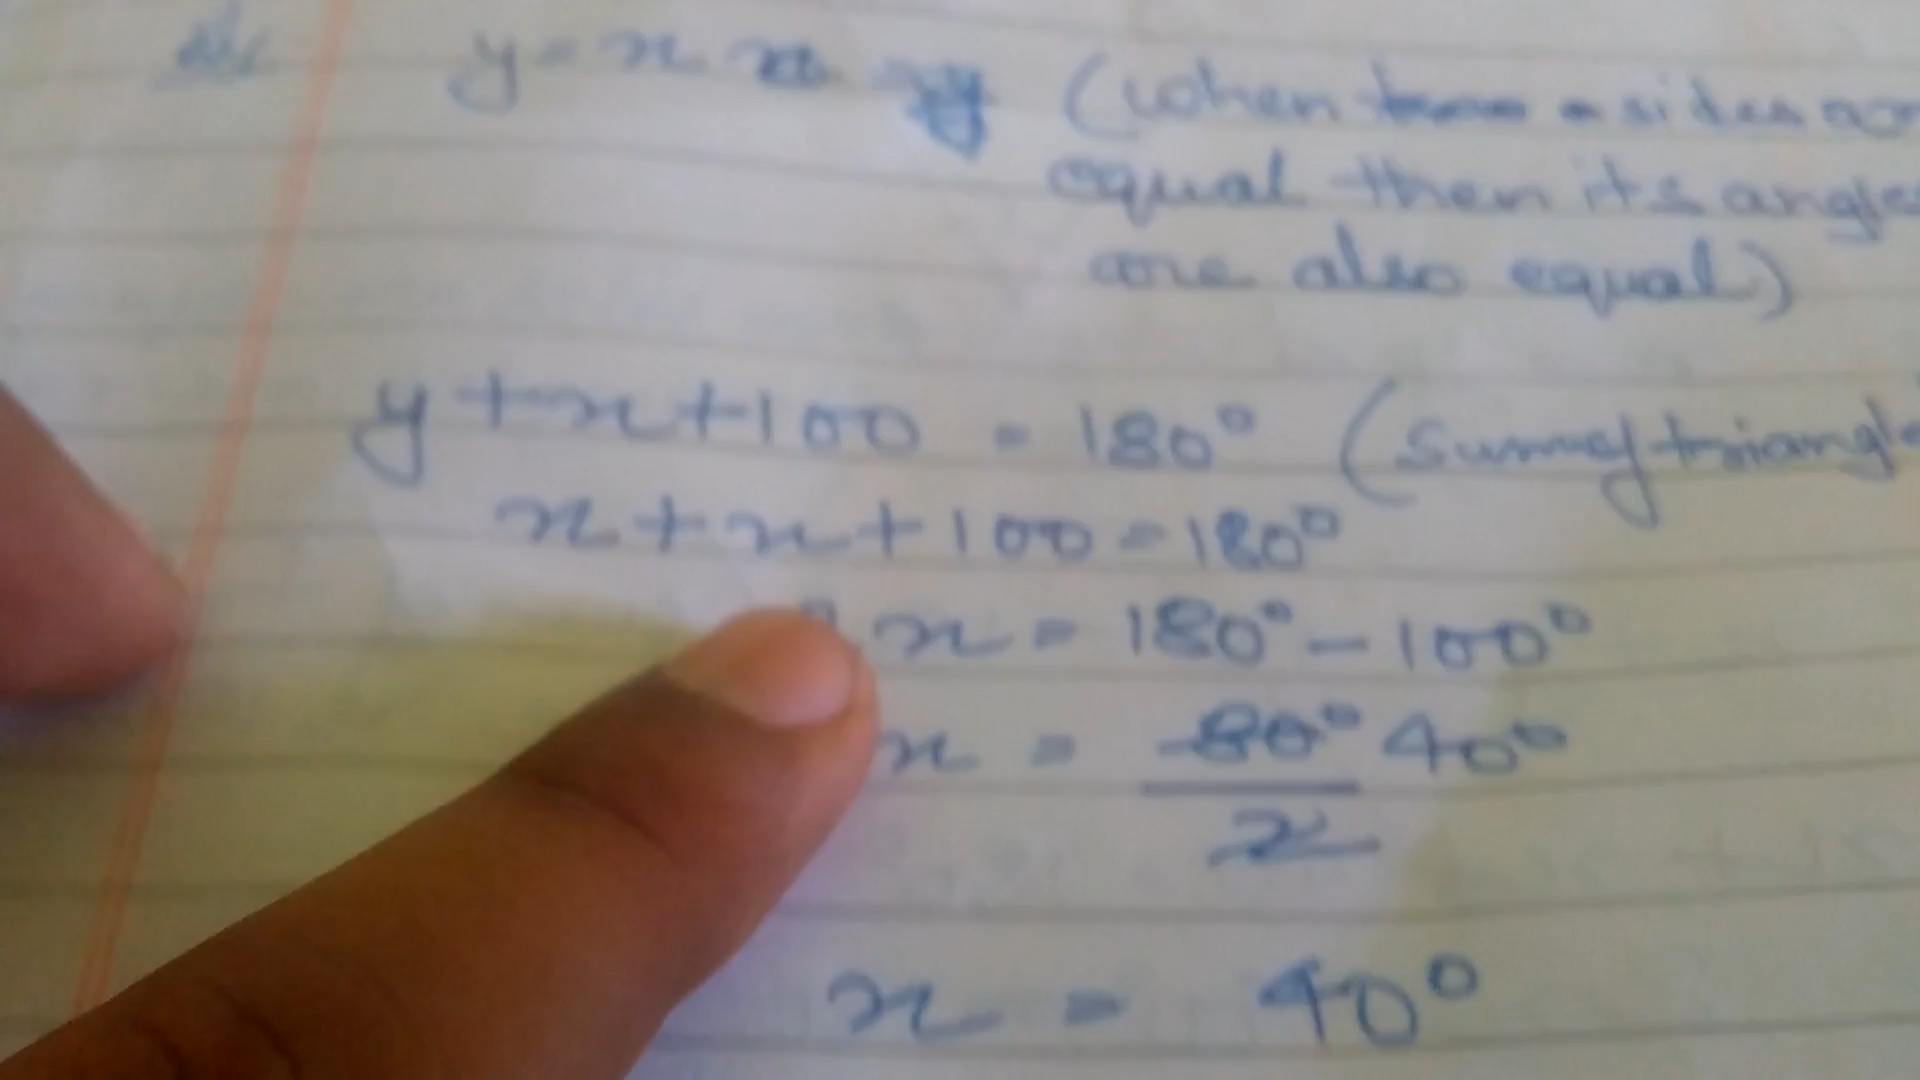 y = x
(when sides
equal then its angles
are also equal)
y + x + 100 = 180° (sum of triangle
x + x + 100 = 180°
x = 180° - 100°
x = 80° 40°
2
x = 40°